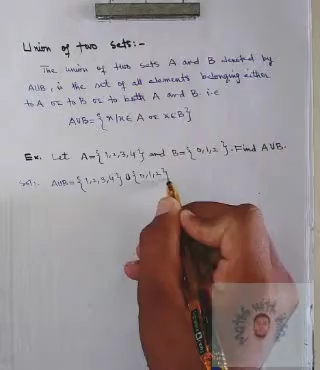 Union of two sets:-
The union of two sets A and B denoted by
A∪B, is the set of all elements belonging either
to A or to B or to both A and B. i.e
A∪B = {x/x∈A or x∈B}
Ex. Let A={1,2,3,4} and B={0,1,2}. Find A∪B.
Sol:- A∪B = {1,2,3,4} ∪ {0,1,2}
maths with